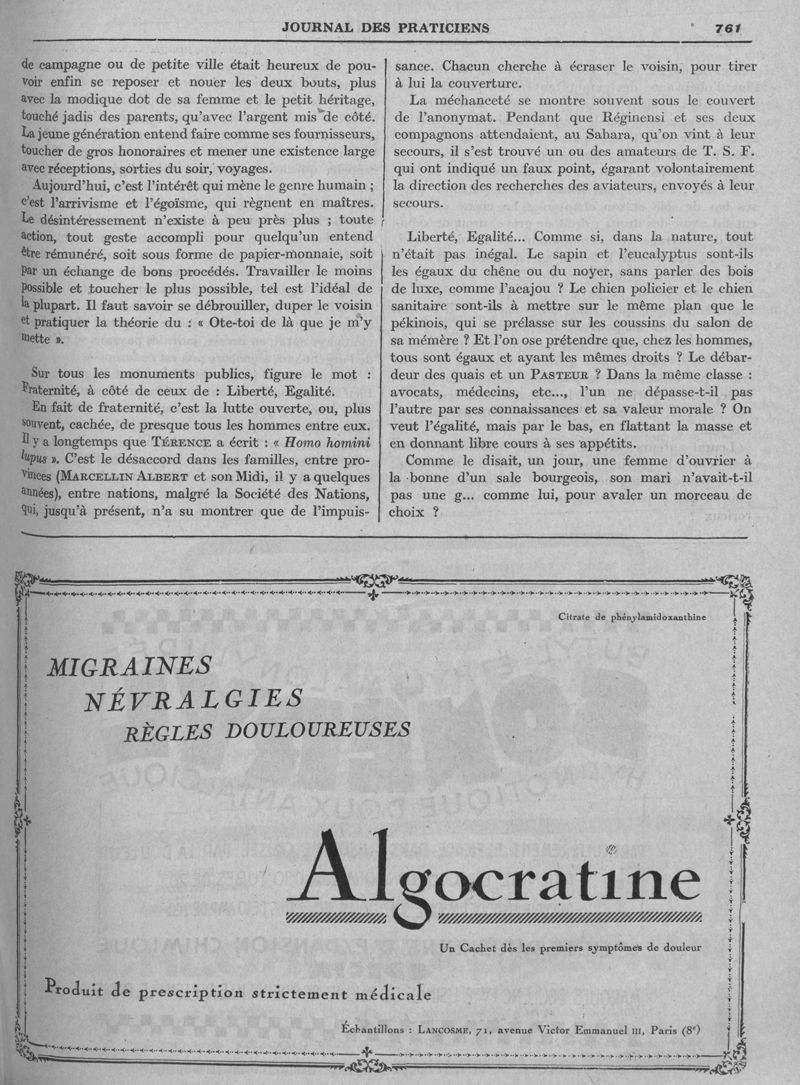 JOURNAL DES PRATICIENS 761
de campagne ou de petite ville était heureux de pou-
voir enfin se reposer et nouer les deux bouts, plus
avec la modique dot de sa femme et le petit héritage,
touché jadis des parents, qu'avec l'argent mis de côté.
La jeune génération entend faire comme ses fournisseurs,
toucher de gros honoraires et mener une existence large
avec réceptions, sorties du soir, voyages.
Aujourd'hui, c'est l'intérêt qui mène le genre humain ;
c'est l'arrivisme et l'égoïsme, qui règnent en maîtres.
Le désintéressement n'existe à peu près plus ; toute
action, tout geste accompli pour quelqu'un entend
être rémunéré, soit sous forme de papier-monnaie, soit
par un échange de bons procédés. Travailler le moins
possible et toucher le plus possible, tel est l'idéal de
la plupart. Il faut savoir se débrouiller, duper le voisin
et pratiquer la théorie du : « Ote-toi de là que je m'y
mette ».
Sur tous les monuments publics, figure le mot :
Fraternité, à côté de ceux de : Liberté, Egalité.
En fait de fraternité, c'est la lutte ouverte, ou, plus
souvent, cachée, de presque tous les hommes entre eux.
Il y a longtemps que TÉRENCE a écrit : « Homo homini
lupus ». C'est le désaccord dans les familles, entre pro-
vinces (MARCELLIN ALBERT et son Midi, il y a quelques
années), entre nations, malgré la Société des Nations,
qui, jusqu'à présent, n'a su montrer que de l'impuis-
sance. Chacun cherche à écraser le voisin, pour tirer
à lui la couverture.
La méchanceté se montre souvent sous le couvert
de l'anonymat. Pendant que Réginensi et ses deux
compagnons attendaient, au Sahara, qu'on vint à leur
secours, il s'est trouvé un ou des amateurs de T. S. F.
qui ont indiqué un faux point, égarant volontairement
la direction des recherches des aviateurs, envoyés à leur
secours.
Liberté, Egalité... Comme si, dans la nature, tout
n'était pas inégal. Le sapin et l'eucalyptus sont-ils
les égaux du chêne ou du noyer, sans parler des bois
de luxe, comme l'acajou ? Le chien policier et le chien
sanitaire sont-ils à mettre sur le même plan que le
pékinois, qui se prélasse sur les coussins du salon de
sa mémère ? Et l'on ose prétendre que, chez les hommes,
tous sont égaux et ayant les mêmes droits ? Le débar-
deur des quais et un PASTEUR ? Dans la même classe :
avocats, médecins, etc..., l'un ne dépasse-t-il pas
l'autre par ses connaissances et sa valeur morale ? On
veut l'égalité, mais par le bas, en flattant la masse et
en donnant libre cours à ses appétits.
Comme le disait, un jour, une femme d'ouvrier à
la bonne d'un sale bourgeois, son mari n'avait-t-il
pas une g... comme lui, pour avaler un morceau de
choix ?
Citrate de phénylamidoxanthine
MIGRAINES
NÉVRALGIES
RÈGLES DOULOUREUSES
Algocratine
Un Cachet dès les premiers symptômes de douleur
Produit de prescription strictement médicale
Échantillons : LANCOSME, 71, avenue Victor Emmanuel III, Paris (8e)